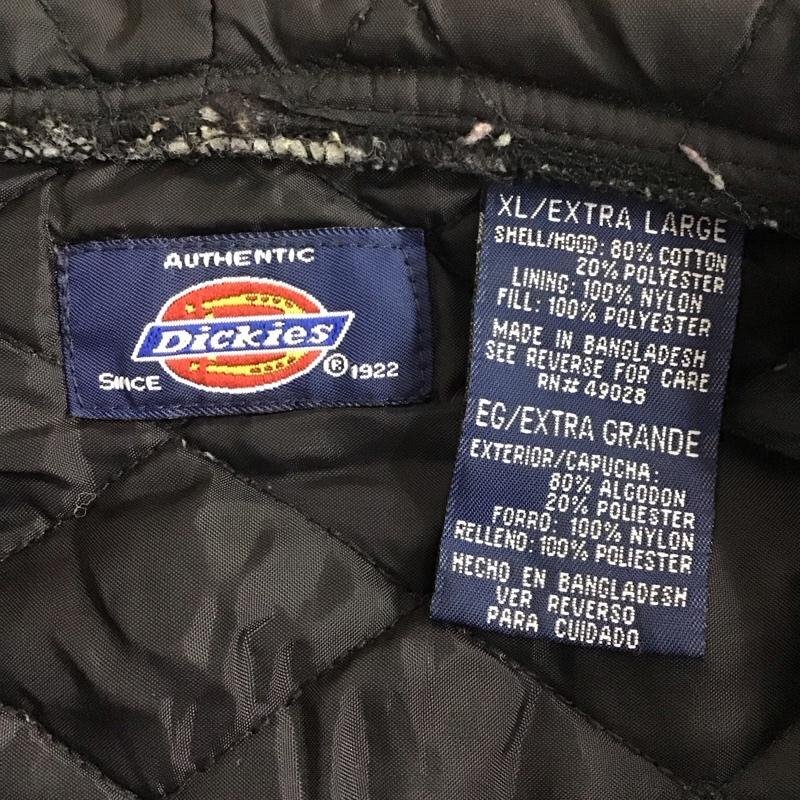 AUTHENTIC
Dickies
SINCE ® 1922
XL/EXTRA LARGE
SHELL/HOOD: 80% COTTON
20% POLYESTER
LINING: 100% NYLON
FILL: 100% POLYESTER
MADE IN BANGLADESH
SEE REVERSE FOR CARE
RN# 49028
EG/EXTRA GRANDE
EXTERIOR/CAPUCHA:
80% ALGODON
20% POLIESTER
FORRO: 100% NYLON
RELLENO: 100% POLIESTER
HECHO EN BANGLADESH
VER REVERSO
PARA CUIDADO